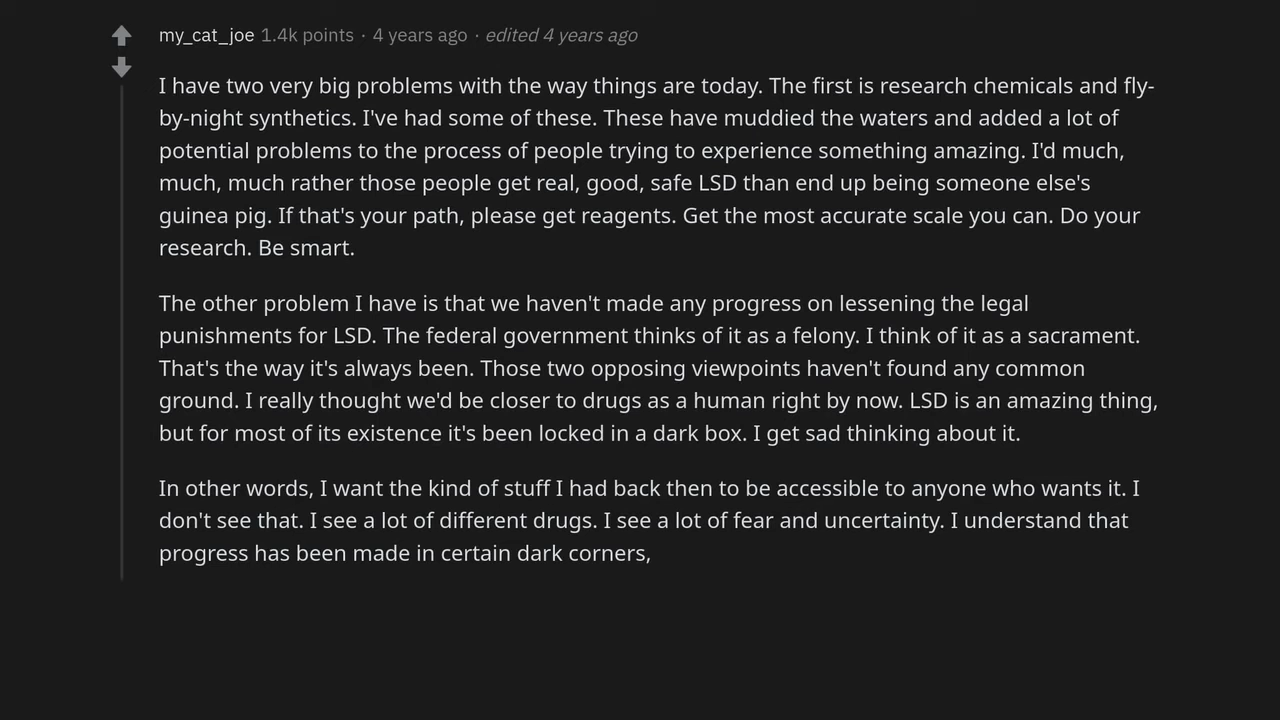 my_cat_joe 1.4k points · 4 years ago · edited 4 years ago
I have two very big problems with the way things are today. The first is research chemicals and fly-
by-night synthetics. I've had some of these. These have muddied the waters and added a lot of
potential problems to the process of people trying to experience something amazing. I'd much,
much, much rather those people get real, good, safe LSD than end up being someone else's
guinea pig. If that's your path, please get reagents. Get the most accurate scale you can. Do your
research. Be smart.
The other problem I have is that we haven't made any progress on lessening the legal
punishments for LSD. The federal government thinks of it as a felony. I think of it as a sacrament.
That's the way it's always been. Those two opposing viewpoints haven't found any common
ground. I really thought we'd be closer to drugs as a human right by now. LSD is an amazing thing,
but for most of its existence it's been locked in a dark box. I get sad thinking about it.
In other words, I want the kind of stuff I had back then to be accessible to anyone who wants it. I
don't see that. I see a lot of different drugs. I see a lot of fear and uncertainty. I understand that
progress has been made in certain dark corners,